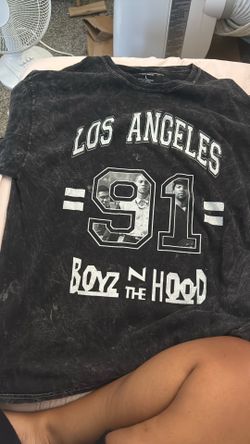 LOS ANGELES
91
BOYZ N THE HOOD